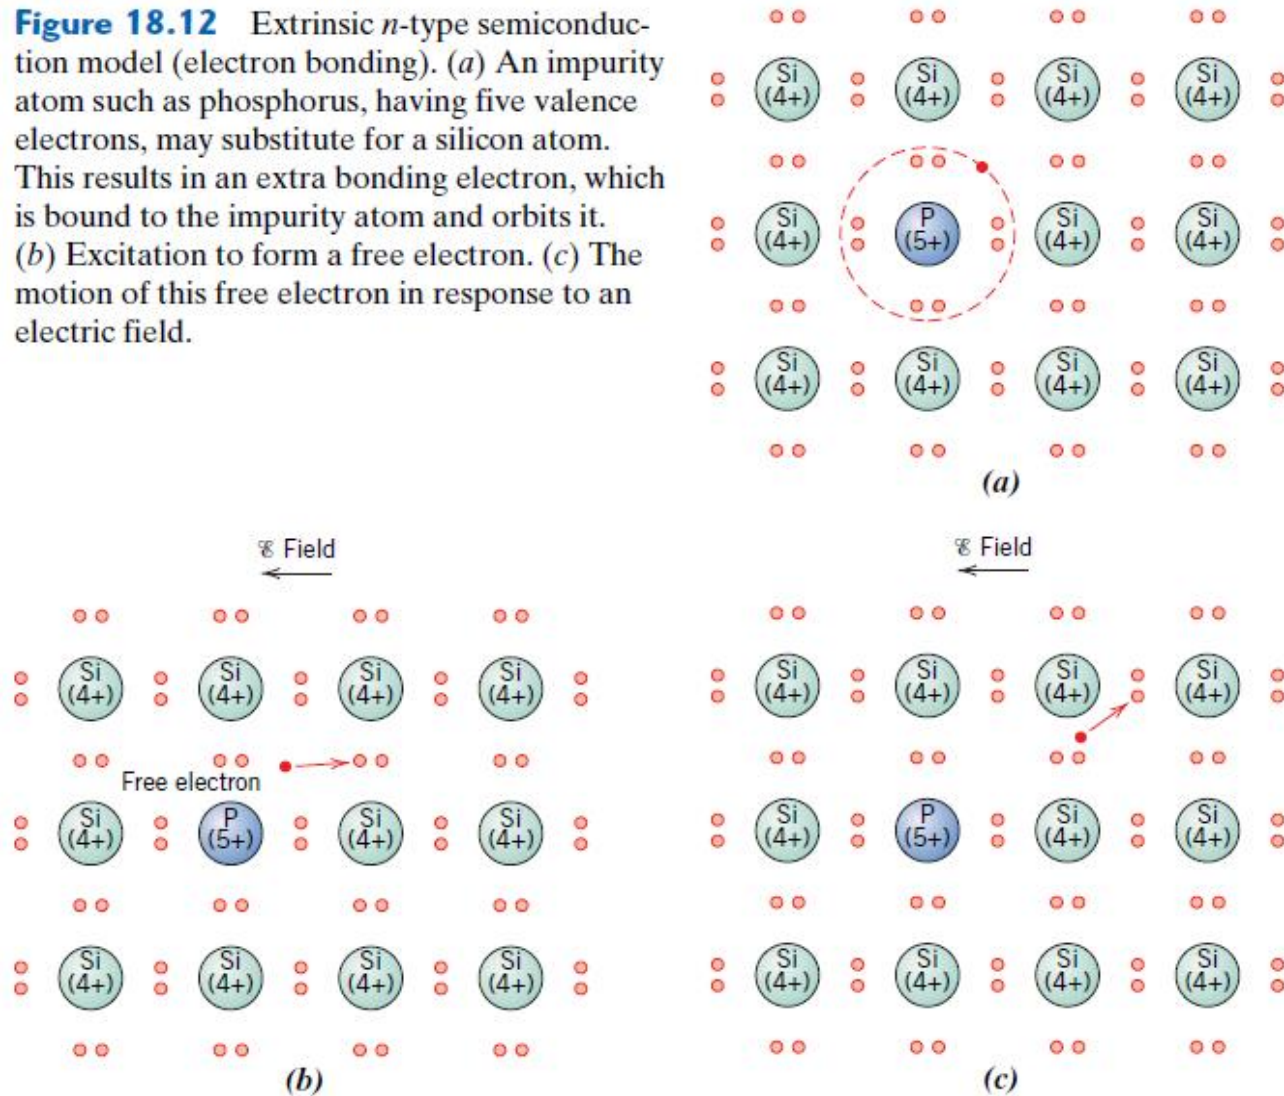 Figure 18.12 Extrinsic n-type semiconduc-
tion model (electron bonding). (a) An impurity
atom such as phosphorus, having five valence
electrons, may substitute for a silicon atom.
This results in an extra bonding electron, which
is bound to the impurity atom and orbits it.
(b) Excitation to form a free electron. (c) The
motion of this free electron in response to an
electric field.
Si Si Si Si
(4+) (4+) (4+) (4+)
Si P Si Si
(4+) (5+) (4+) (4+)
Si Si Si Si
(4+) (4+) (4+) (4+)
(a)
ℰ Field
Si Si Si Si
(4+) (4+) (4+) (4+)
Free electron
Si P Si Si
(4+) (5+) (4+) (4+)
Si Si Si Si
(4+) (4+) (4+) (4+)
(b)
ℰ Field
Si Si Si Si
(4+) (4+) (4+) (4+)
Si P Si Si
(4+) (5+) (4+) (4+)
Si Si Si Si
(4+) (4+) (4+) (4+)
(c)